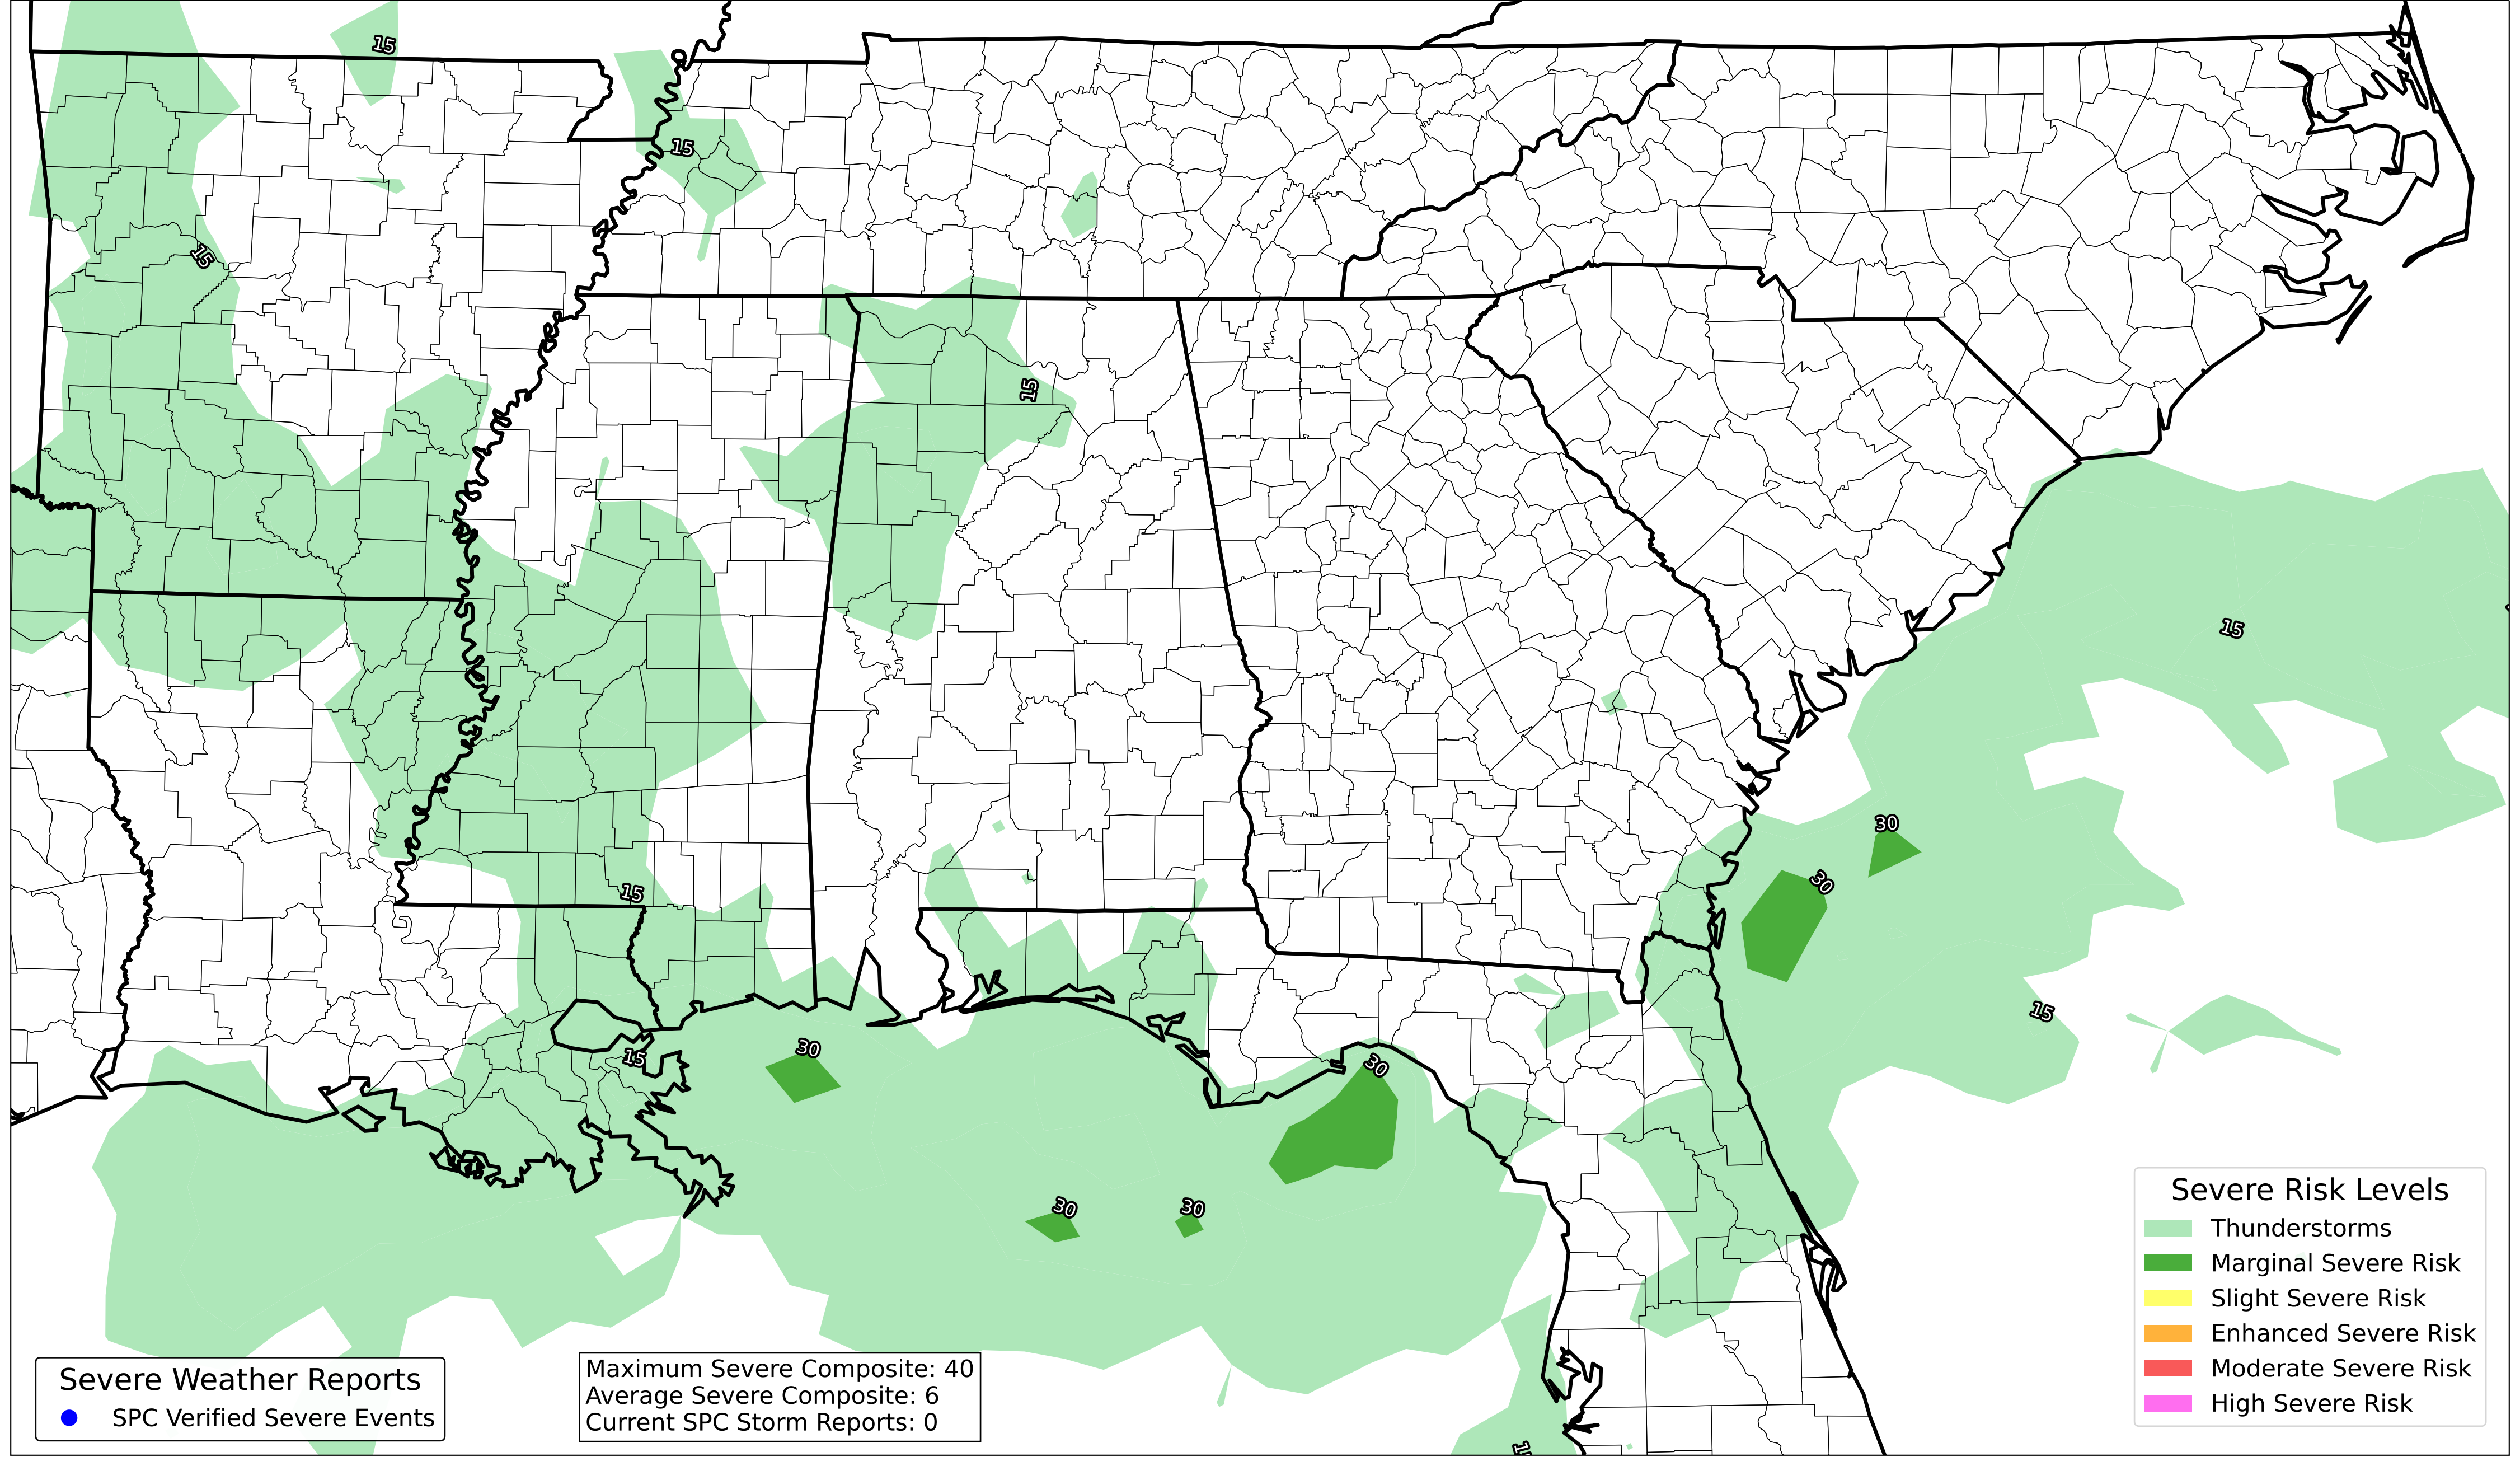 15
15
15
15
15
30
30
15
15
30
30
15
30
30
15
Severe Risk Levels
Thunderstorms
Marginal Severe Risk
Slight Severe Risk
Enhanced Severe Risk
Moderate Severe Risk
High Severe Risk
Severe Weather Reports
SPC Verified Severe Events
Maximum Severe Composite: 40
Average Severe Composite: 6
Current SPC Storm Reports: 0